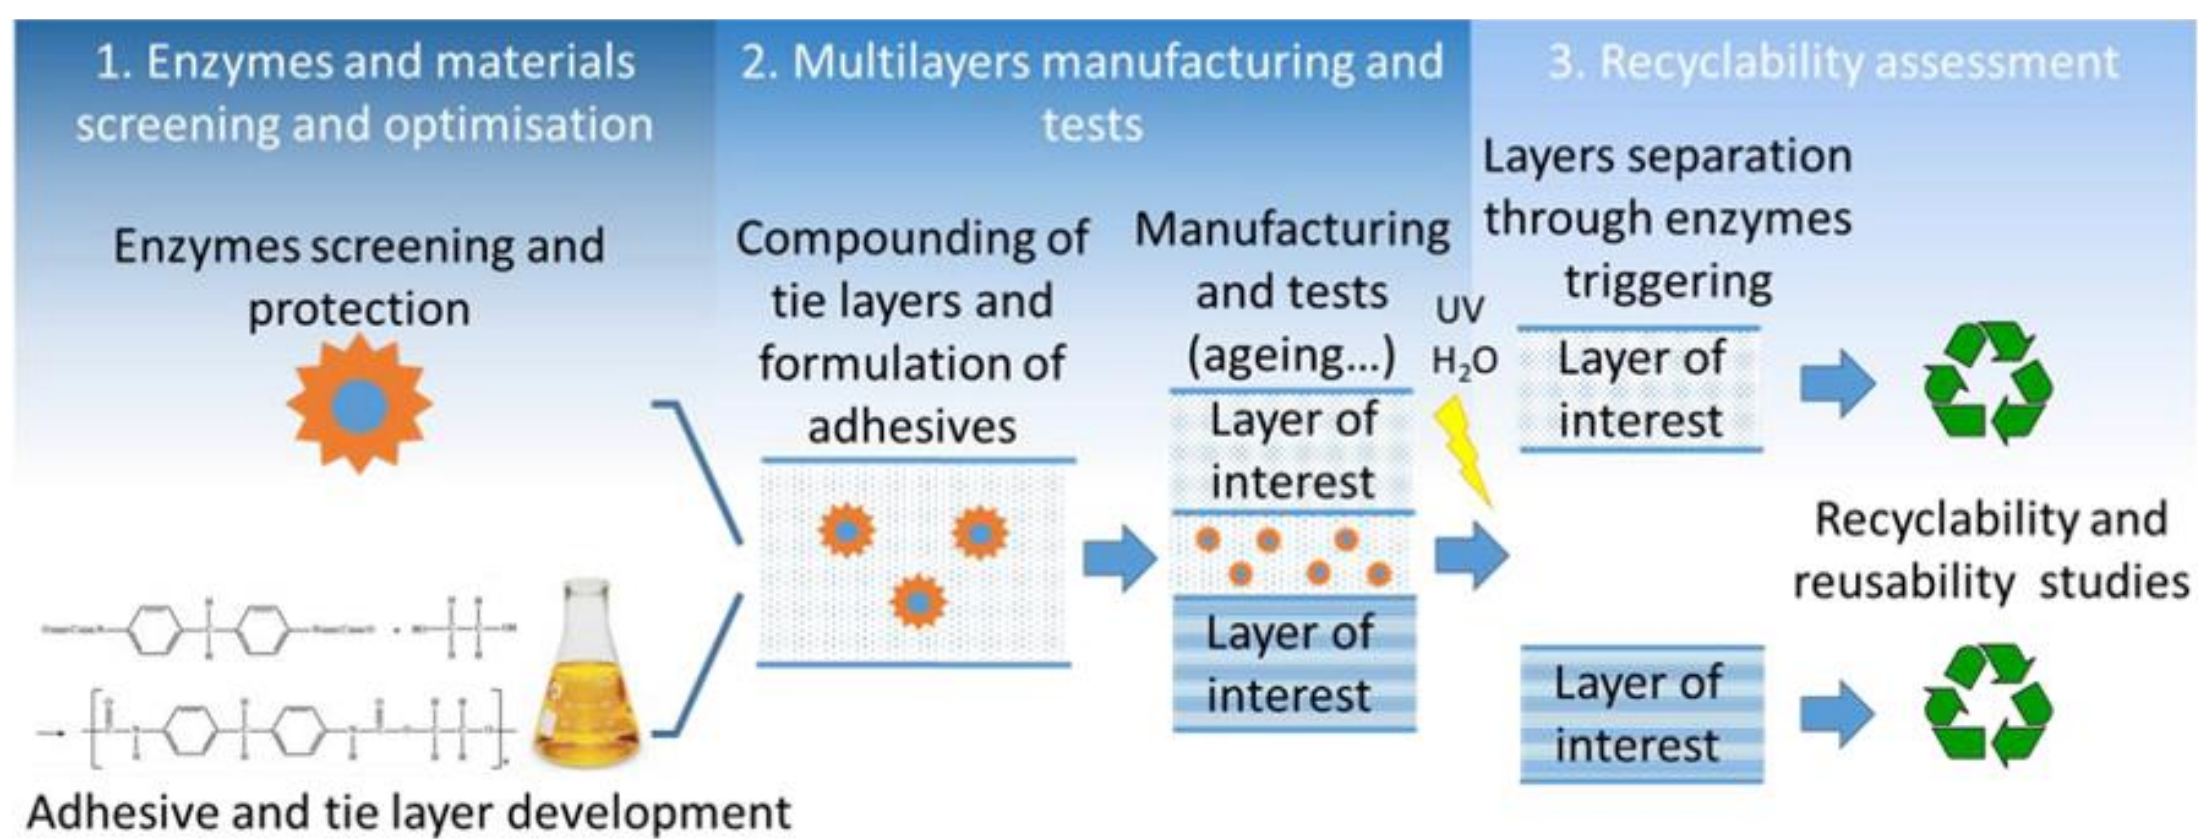 1. Enzymes and materials
screening and optimisation
Enzymes screening and
protection
Adhesive and tie layer development
2. Multilayers manufacturing and
tests
Compounding of
tie layers and
formulation of
adhesives
Manufacturing
and tests
(ageing...)
Layer of
interest
Layer of
interest
UV
H₂O
3. Recyclability assessment
Layers separation
through enzymes
triggering
Layer of
interest
Recyclability and
reusability studies
Layer of
interest